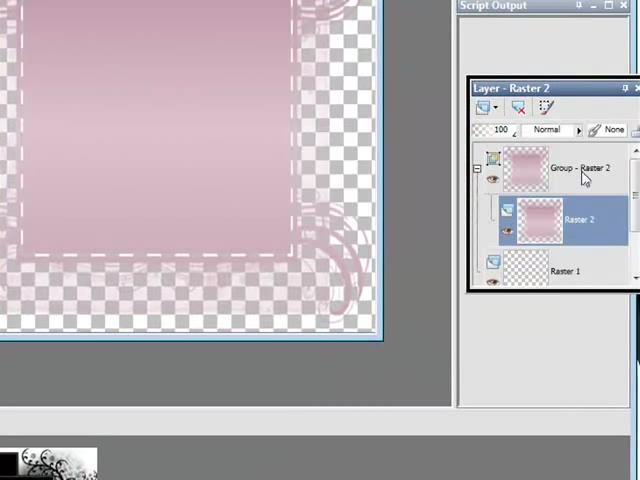 Script Output
Layer - Raster 2
100
Normal
None
Group - Raster 2
Raster 2
Raster 1